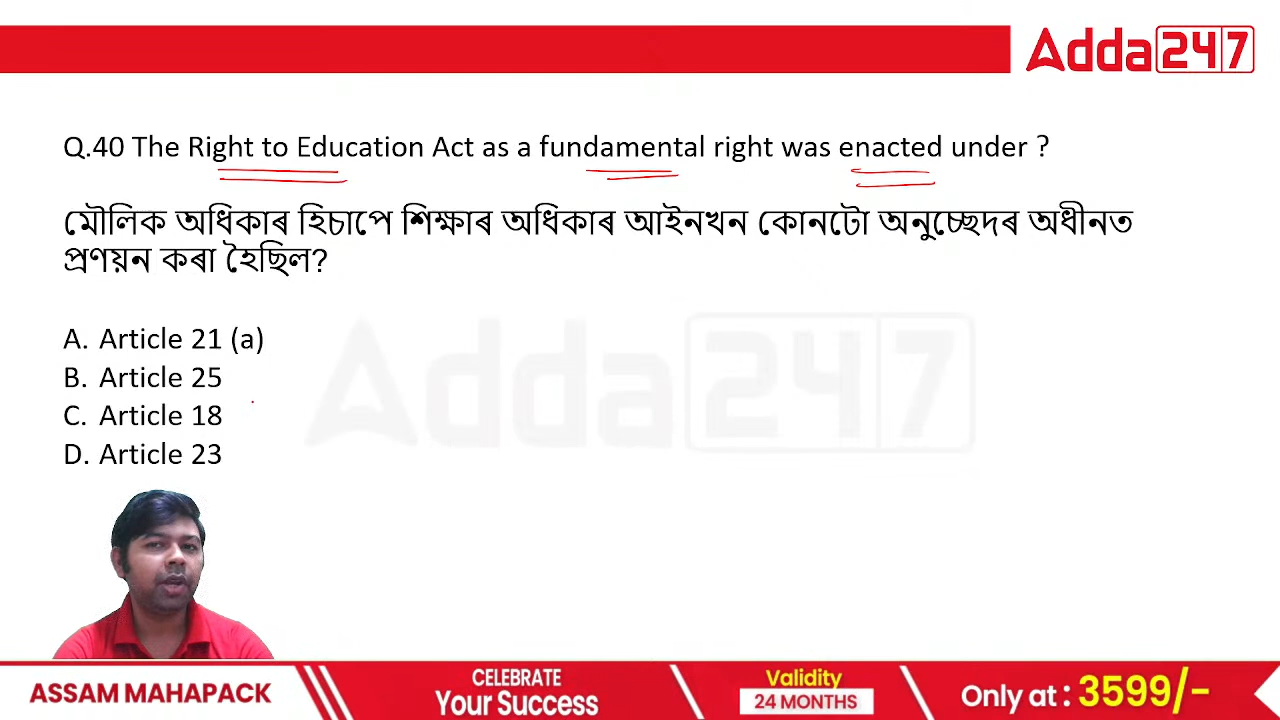 Adda247
Q.40 The Right to Education Act as a fundamental right was enacted under ?
মৌলিক অধিকাৰ হিচাপে শিক্ষাৰ অধিকাৰ আইনখন কোনটো অনুচ্ছেদৰ অধীনত
প্ৰণয়ন কৰা হৈছিল?
A. Article 21 (a)
B. Article 25
C. Article 18
D. Article 23
Adda247
ASSAM MAHAPACK
CELEBRATE
Your Success
Validity
24 MONTHS
Only at : 3599/-